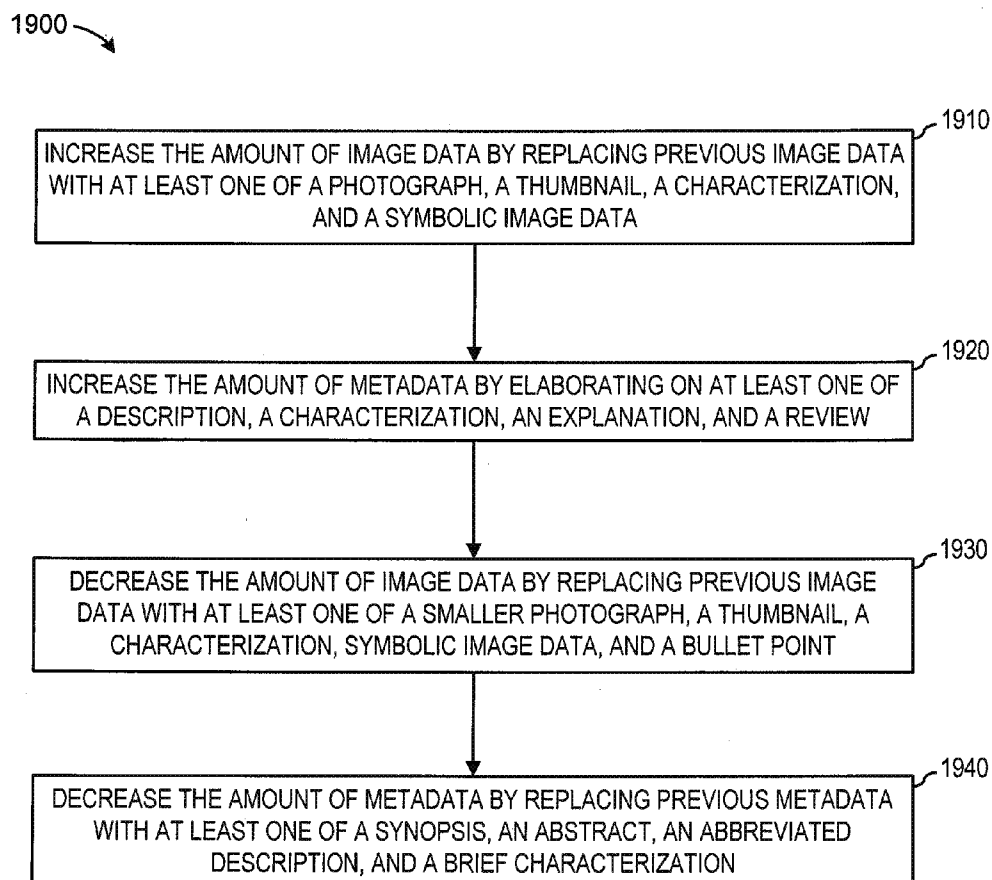 1900
1910
INCREASE THE AMOUNT OF IMAGE DATA BY REPLACING PREVIOUS IMAGE DATA
WITH AT LEAST ONE OF A PHOTOGRAPH, A THUMBNAIL, A CHARACTERIZATION,
AND A SYMBOLIC IMAGE DATA
1920
INCREASE THE AMOUNT OF METADATA BY ELABORATING ON AT LEAST ONE OF
A DESCRIPTION, A CHARACTERIZATION, AN EXPLANATION, AND A REVIEW
1930
DECREASE THE AMOUNT OF IMAGE DATA BY REPLACING PREVIOUS IMAGE
DATA WITH AT LEAST ONE OF A SMALLER PHOTOGRAPH, A THUMBNAIL, A
CHARACTERIZATION, SYMBOLIC IMAGE DATA, AND A BULLET POINT
1940
DECREASE THE AMOUNT OF METADATA BY REPLACING PREVIOUS METADATA
WITH AT LEAST ONE OF A SYNOPSIS, AN ABSTRACT, AN ABBREVIATED
DESCRIPTION, AND A BRIEF CHARACTERIZATION